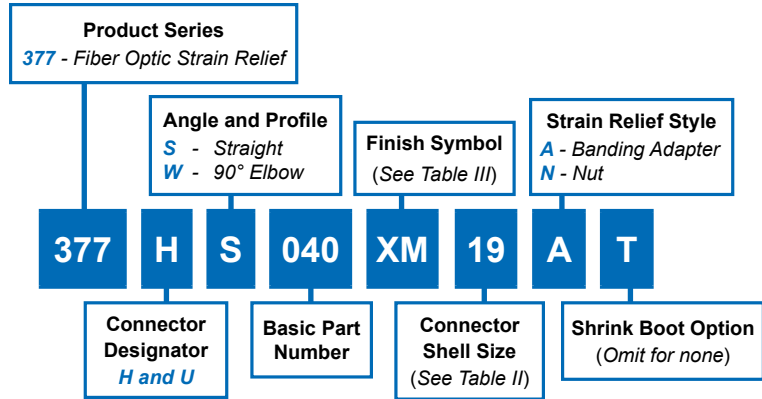 Product Series
377 - Fiber Optic Strain Relief
Angle and Profile
S - Straight
W - 90° Elbow
Finish Symbol
(See Table III)
Strain Relief Style
A - Banding Adapter
N - Nut
377 H S 040 XM 19 A T
Connector
Designator
H and U
Basic Part
Number
Connector
Shell Size
(See Table II)
Shrink Boot Option
(Omit for none)